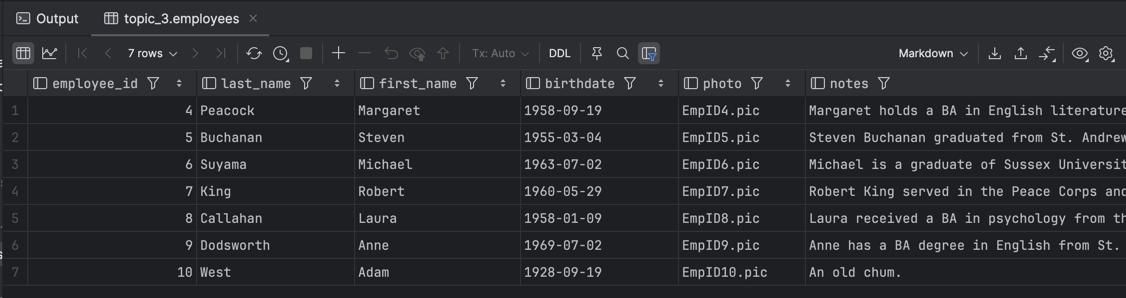 Output topic_3.employees
7 rows Tx: Auto DDL Markdown
employee_id last_name first_name birthdate photo notes
1 4 Peacock Margaret 1958-09-19 EmpID4.pic Margaret holds a BA in English literature
2 5 Buchanan Steven 1955-03-04 EmpID5.pic Steven Buchanan graduated from St. Andrew
3 6 Suyama Michael 1963-07-02 EmpID6.pic Michael is a graduate of Sussex Universit
4 7 King Robert 1960-05-29 EmpID7.pic Robert King served in the Peace Corps and
5 8 Callahan Laura 1958-01-09 EmpID8.pic Laura received a BA in psychology from th
6 9 Dodsworth Anne 1969-07-02 EmpID9.pic Anne has a BA degree in English from St.
7 10 West Adam 1928-09-19 EmpID10.pic An old chum.